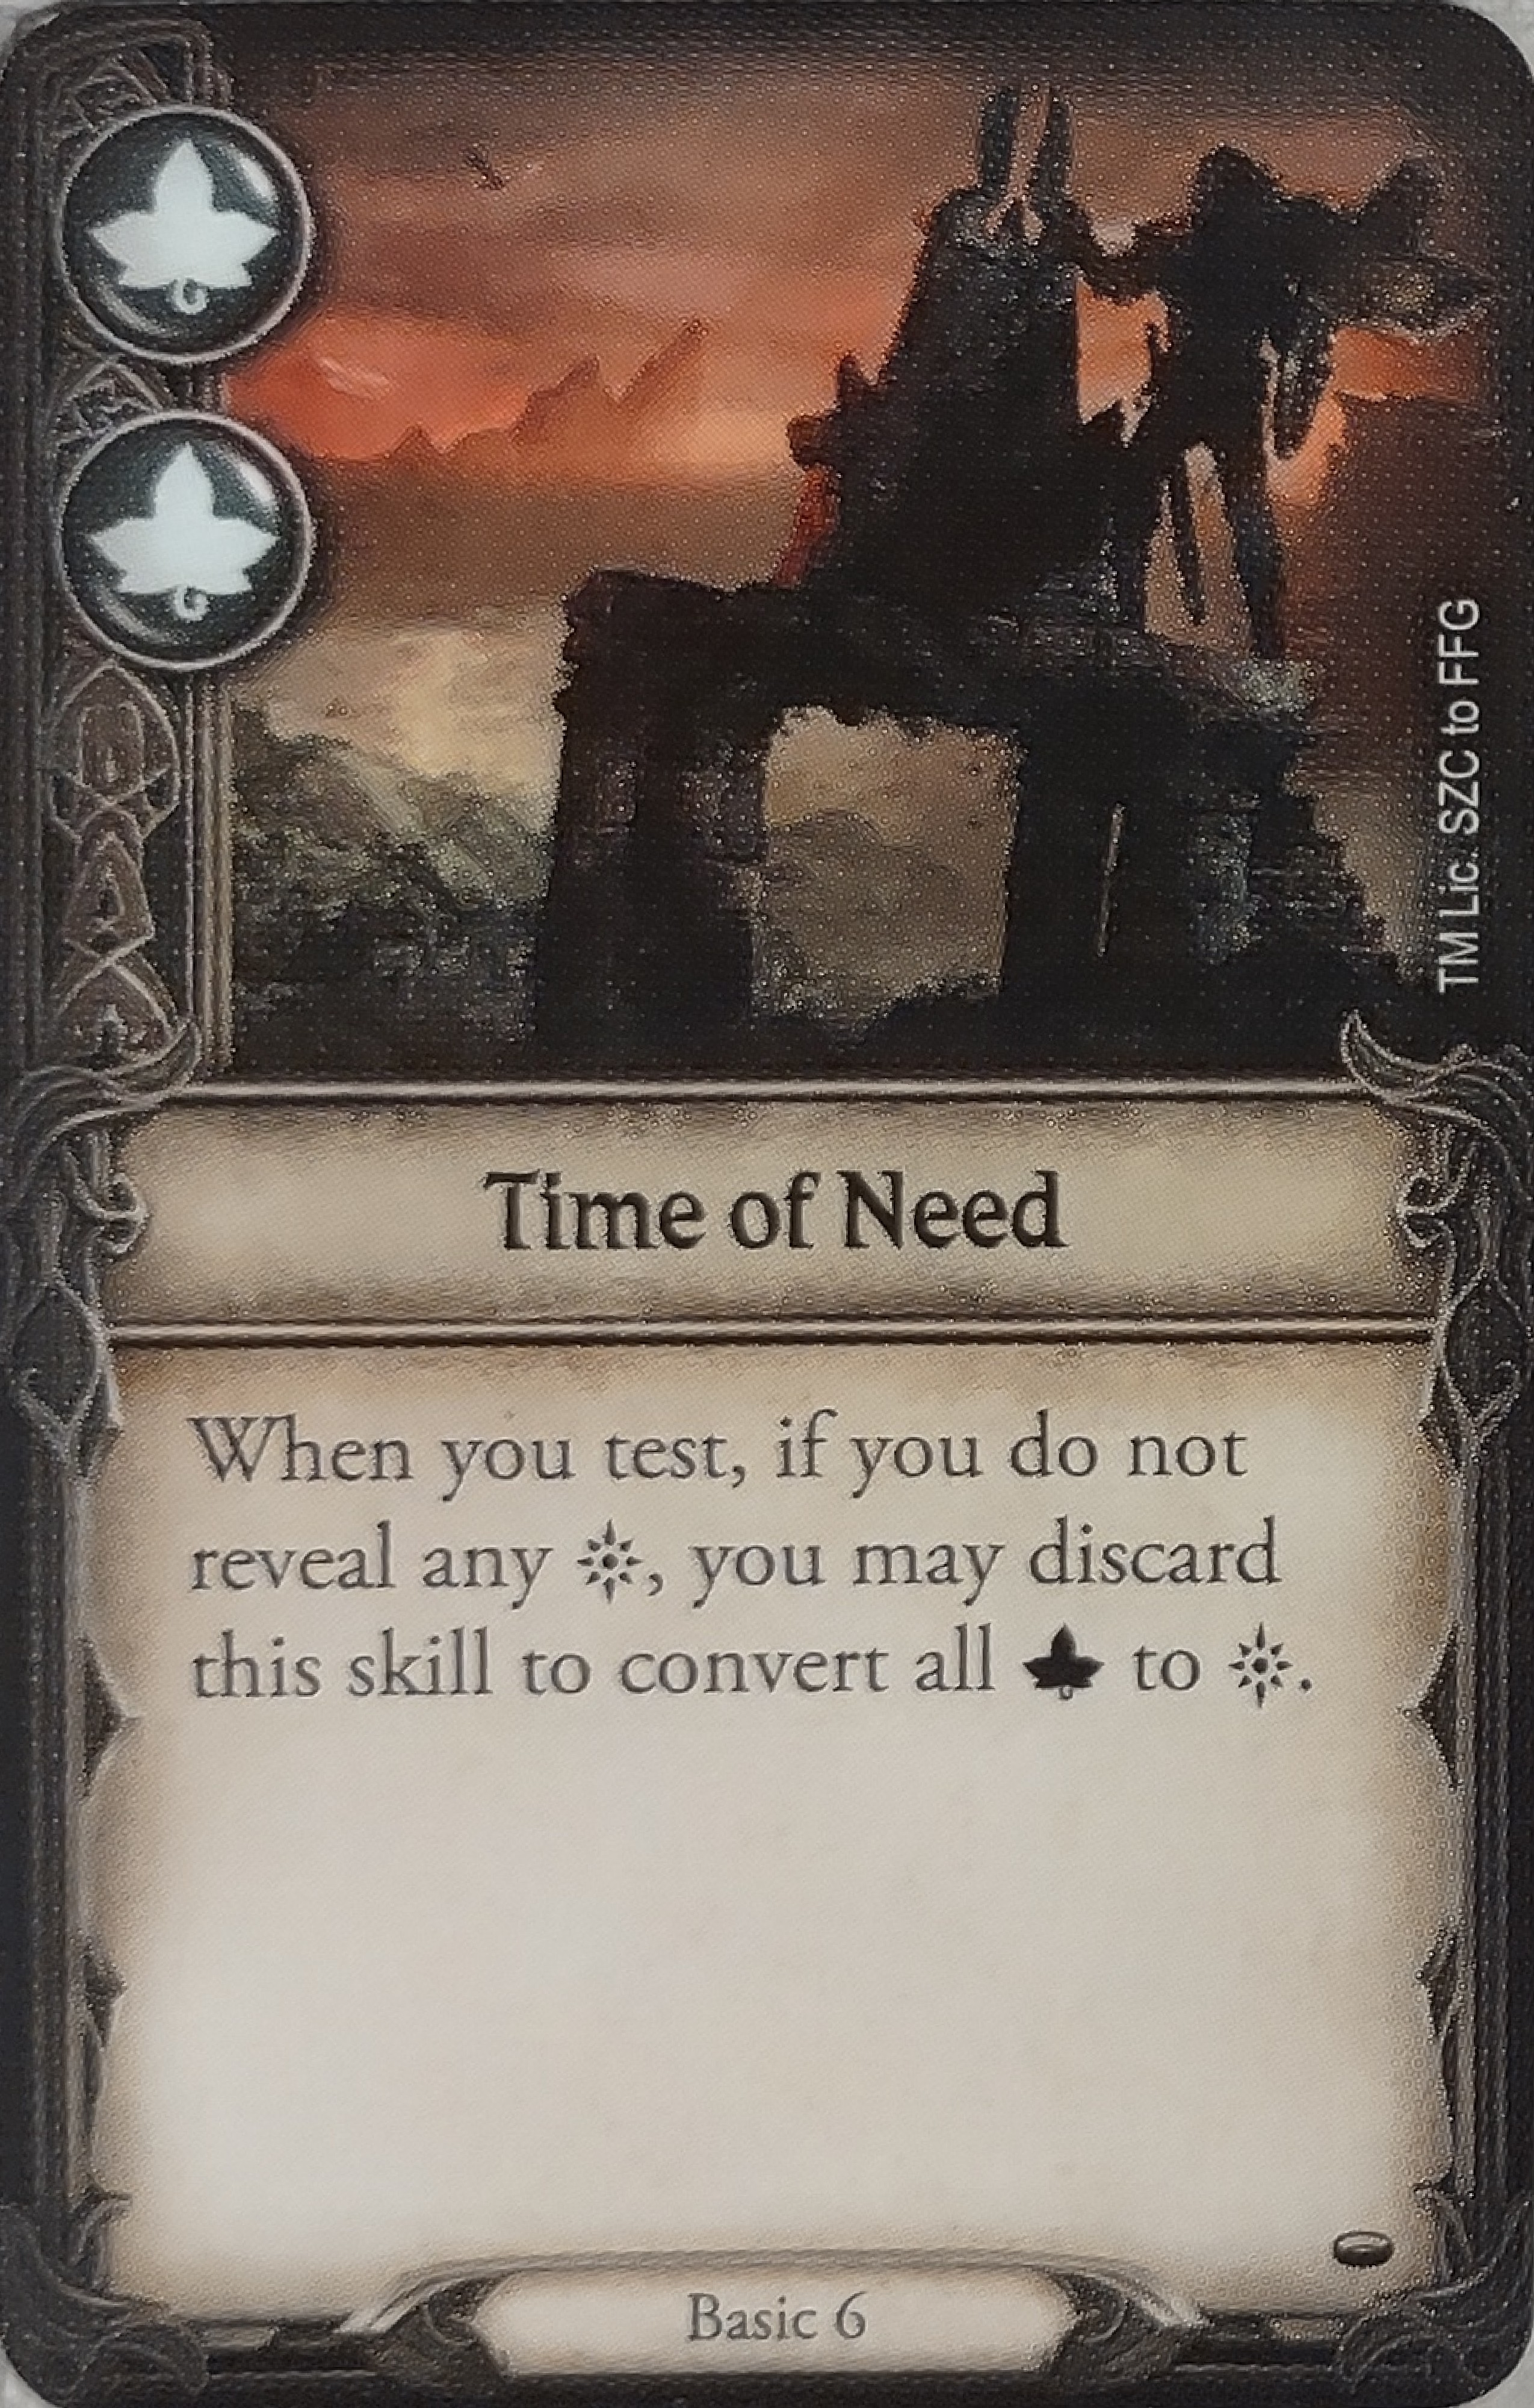 TM Lic. SZC to FFG
Time of Need
When you test, if you do not
reveal any , you may discard
this skill to convert all to .
Basic 6